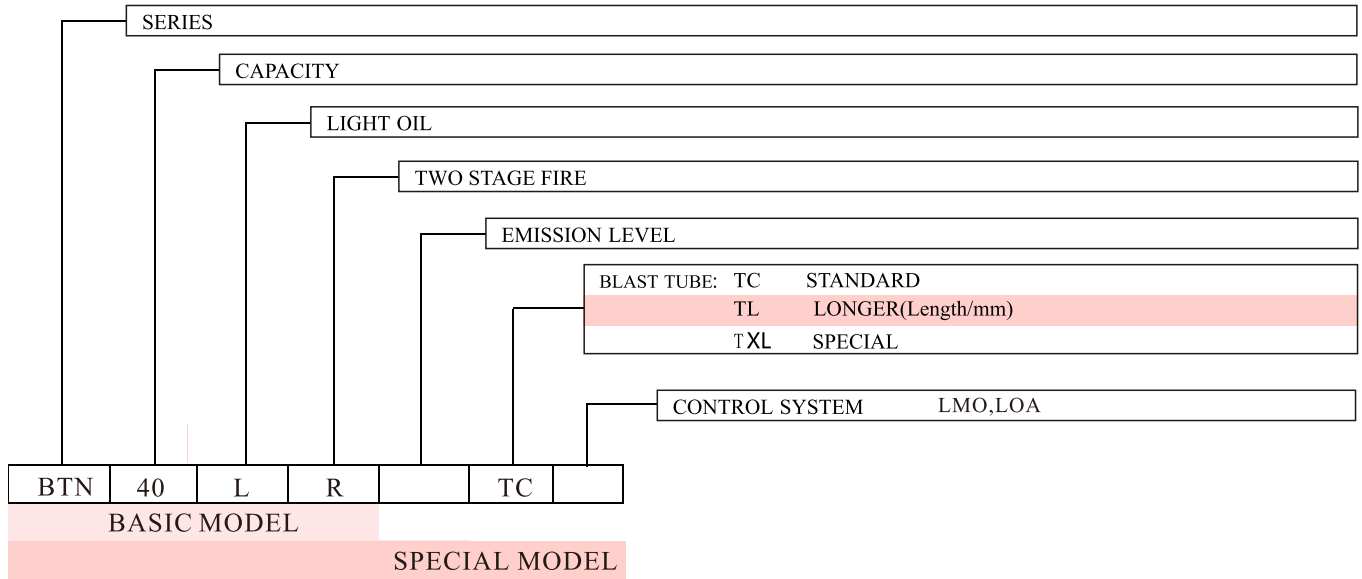 SERIES
CAPACITY
LIGHT OIL
TWO STAGE FIRE
EMISSION LEVEL
BLAST TUBE: TC STANDARD
TL LONGER(Length/mm)
TXL SPECIAL
CONTROL SYSTEM LMO,LOA
BTN 40 L R TC
BASIC MODEL
SPECIAL MODEL